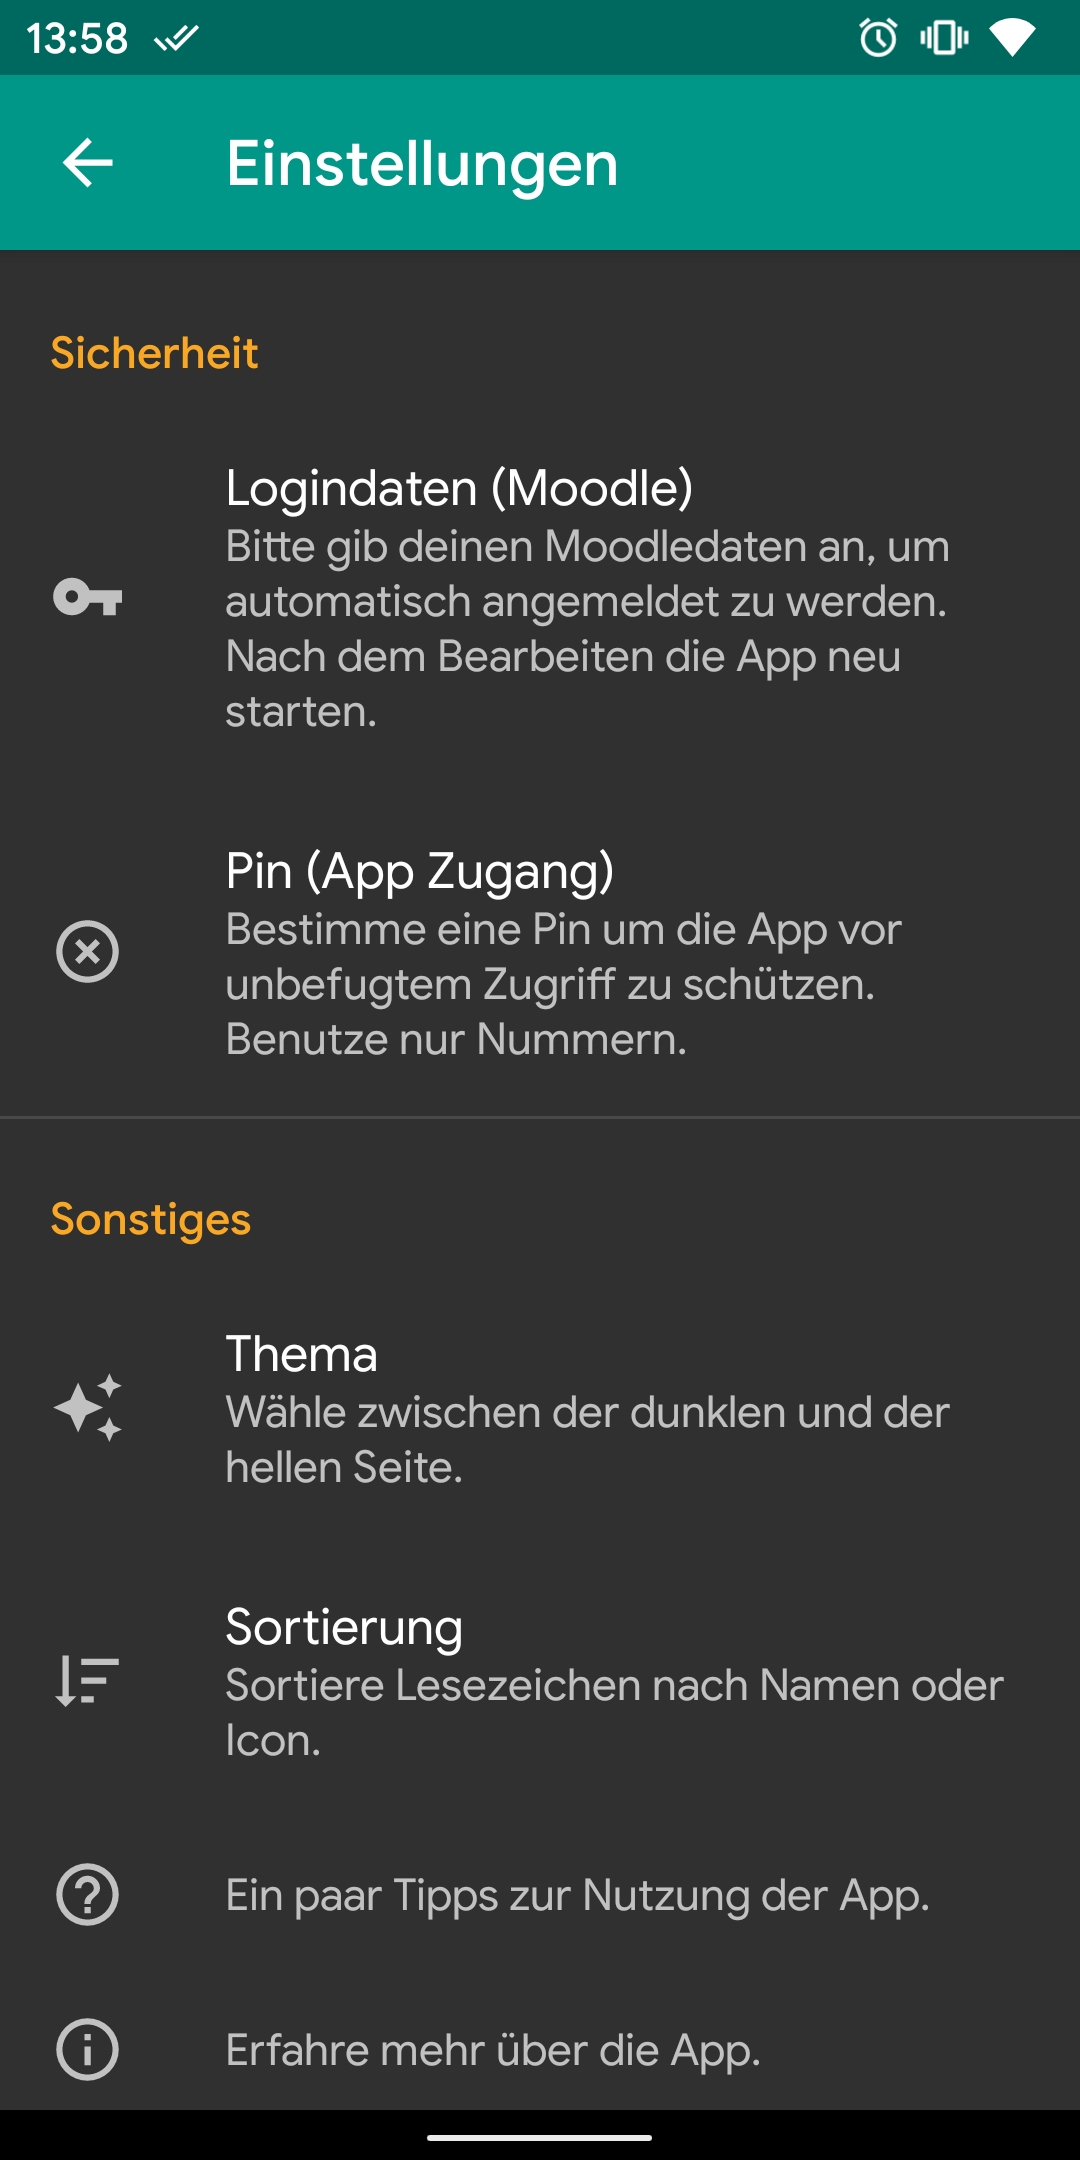 13:58
Einstellungen
Sicherheit
Logindaten (Moodle)
Bitte gib deinen Moodledaten an, um
automatisch angemeldet zu werden.
Nach dem Bearbeiten die App neu
starten.
Pin (App Zugang)
Bestimme eine Pin um die App vor
unbefugtem Zugriff zu schützen.
Benutze nur Nummern.
Sonstiges
Thema
Wähle zwischen der dunklen und der
hellen Seite.
Sortierung
Sortiere Lesezeichen nach Namen oder
Icon.
Ein paar Tipps zur Nutzung der App.
Erfahre mehr über die App.